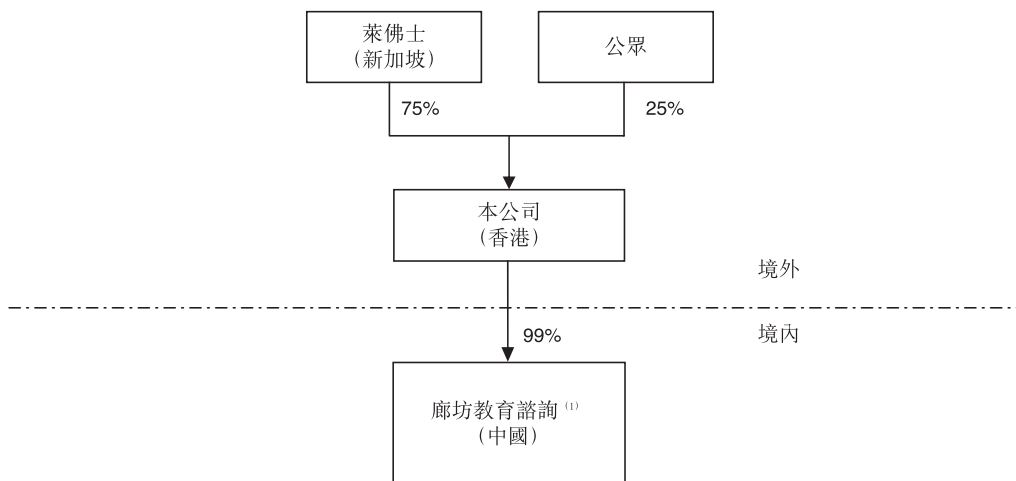 萊佛士
(新加坡)
公眾
75%
25%
本公司
(香港)
境外
99%
境內
廊坊教育諮詢 (1)
(中國)